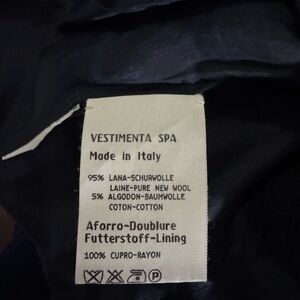 VESTIMENTA SPA
Made in Italy
95% LANA-SCHURWOLLE
LAINE-PURE NEW WOOL
5% ALGODON-BAUMWOLLE
COTON-COTTON
Aforro-Doublure
Futterstoff-Lining
100% CUPRO-RAYON
P